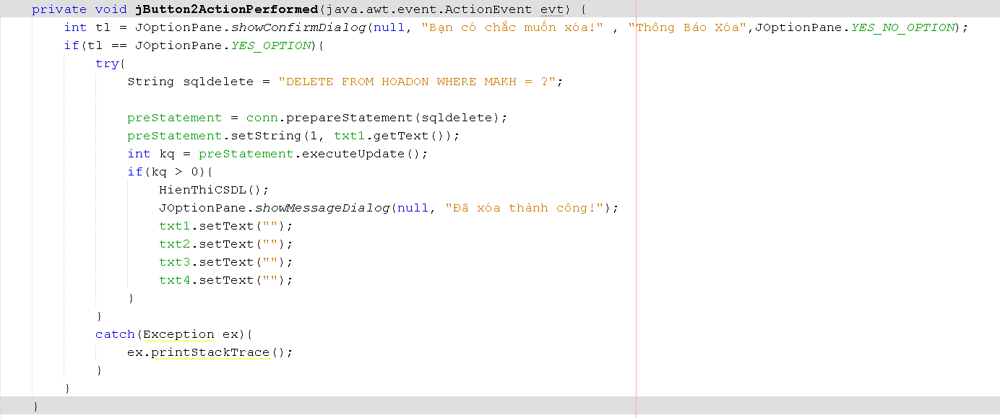 private void jButton2ActionPerformed(java.awt.event.ActionEvent evt) {
int tl = JOptionPane.showConfirmDialog(null, "Bạn có chắc muốn xóa!" , "Thông Báo Xóa",JOptionPane.YES_NO_OPTION);
if(tl == JOptionPane.YES_OPTION){
try{
String sqldelete = "DELETE FROM HOADON WHERE MAKH = ?";
preStatement = conn.prepareStatement(sqldelete);
preStatement.setString(1, txt1.getText());
int kq = preStatement.executeUpdate();
if(kq > 0){
HienThiCSDL();
JOptionPane.showMessageDialog(null, "Đã xóa thành công!");
txt1.setText("");
txt2.setText("");
txt3.setText("");
txt4.setText("");
}
}
catch(Exception ex){
ex.printStackTrace();
}
}
}